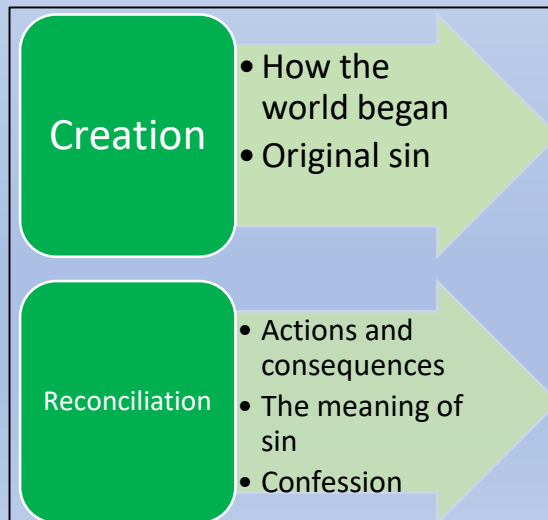 Creation
• How the
world began
• Original sin
Reconciliation
• Actions and
consequences
• The meaning of
sin
• Confession